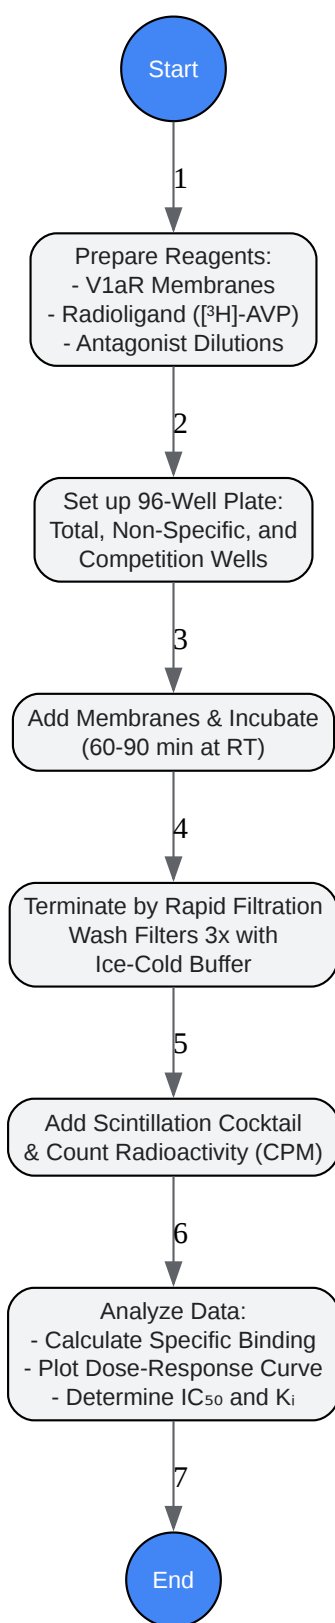 Start
1
Prepare Reagents:
- V1aR Membranes
- Radioligand ([³H]-AVP)
- Antagonist Dilutions
2
Set up 96-Well Plate:
Total, Non-Specific, and
Competition Wells
3
Add Membranes & Incubate
(60-90 min at RT)
4
Terminate by Rapid Filtration
Wash Filters 3x with
Ice-Cold Buffer
5
Add Scintillation Cocktail
& Count Radioactivity (CPM)
6
Analyze Data:
- Calculate Specific Binding
- Plot Dose-Response Curve
- Determine IC₅₀ and Kᵢ
7
End